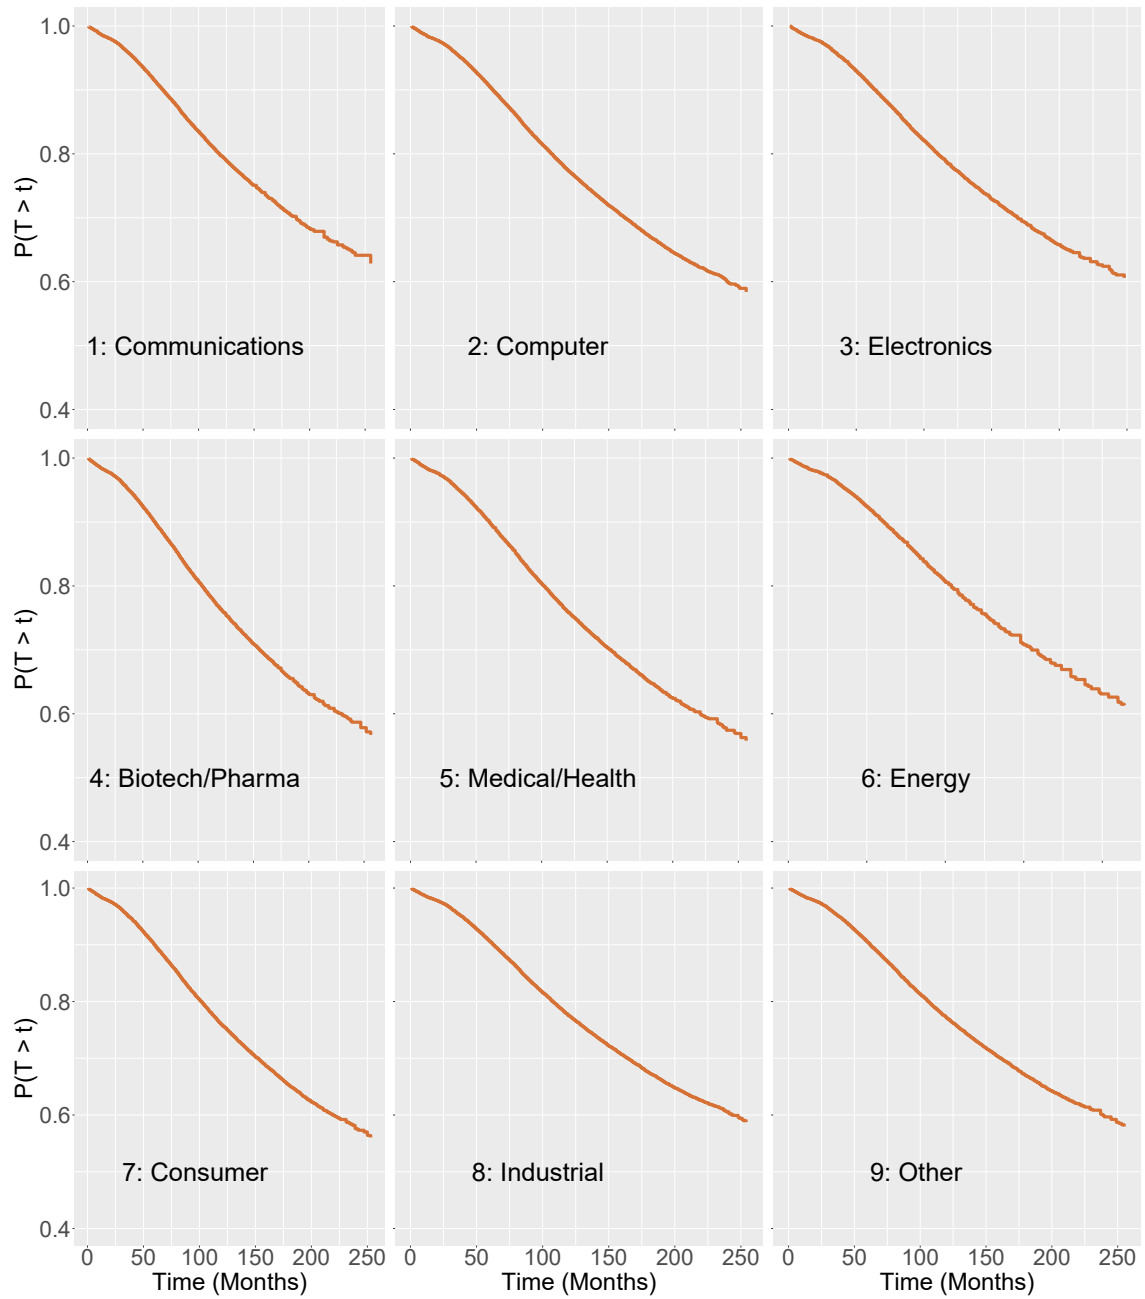 1.0
0.8
0.6
0.4
P(T > t)
1: Communications
2: Computer
3: Electronics
1.0
0.8
0.6
0.4
P(T > t)
4: Biotech/Pharma
5: Medical/Health
6: Energy
1.0
0.8
0.6
0.4
P(T > t)
7: Consumer
8: Industrial
9: Other
0 50 100 150 200 250
0 50 100 150 200 250
0 50 100 150 200 250
Time (Months)
Time (Months)
Time (Months)